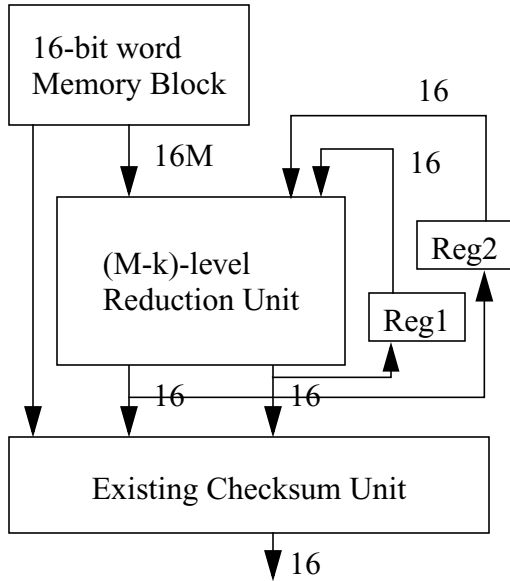 16-bit word
Memory Block
16
16M
16
(M-k)-level
Reduction Unit
Reg2
Reg1
16
16
Existing Checksum Unit
16